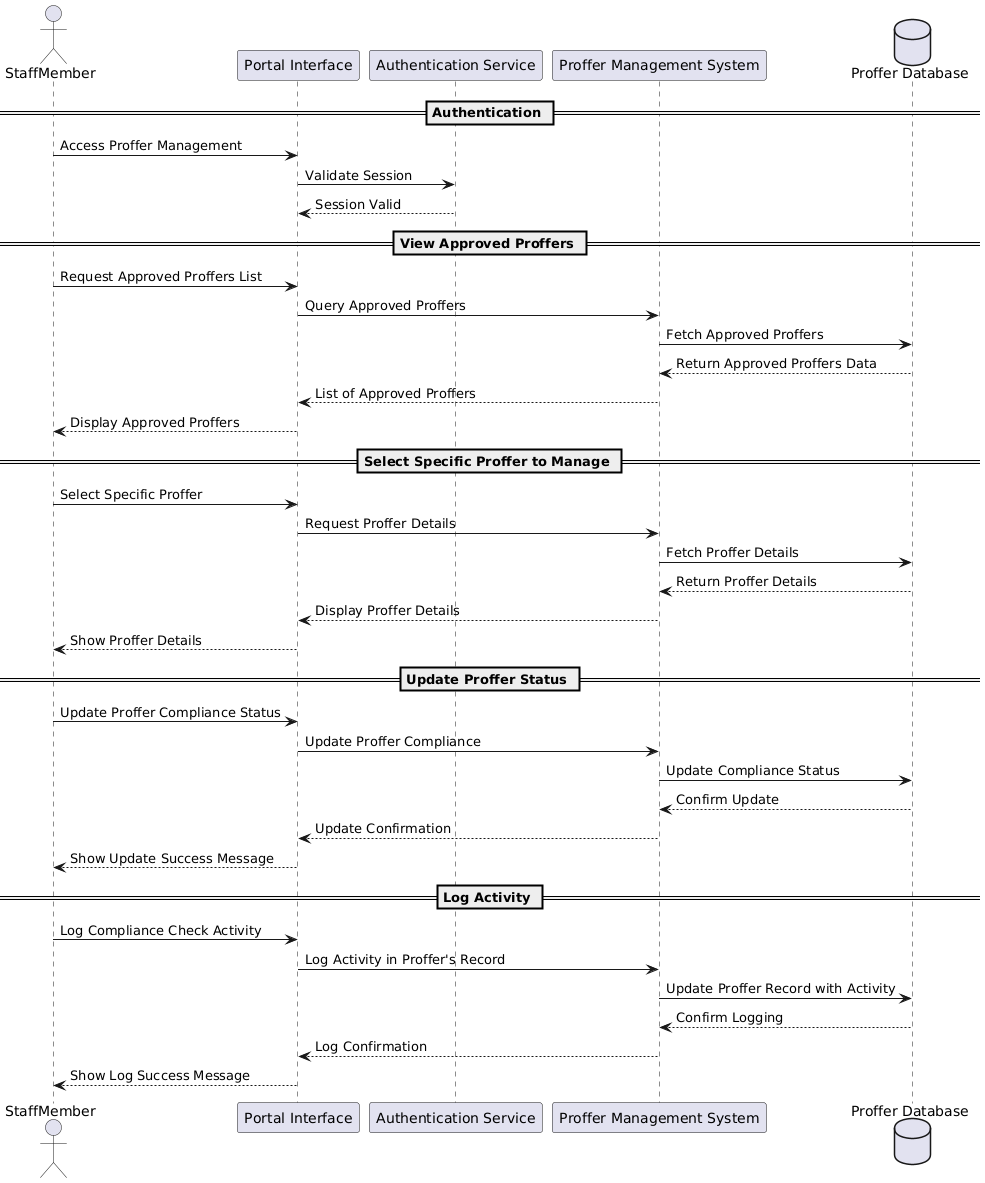 StaffMember
Portal Interface
Authentication Service
Proffer Management System
Proffer Database
Authentication
Access Proffer Management
Validate Session
Session Valid
View Approved Proffers
Request Approved Proffers List
Query Approved Proffers
Fetch Approved Proffers
Return Approved Proffers Data
List of Approved Proffers
Display Approved Proffers
Select Specific Proffer to Manage
Select Specific Proffer
Request Proffer Details
Fetch Proffer Details
Return Proffer Details
Display Proffer Details
Show Proffer Details
Update Proffer Status
Update Proffer Compliance Status
Update Proffer Compliance
Update Compliance Status
Confirm Update
Update Confirmation
Show Update Success Message
Log Activity
Log Compliance Check Activity
Log Activity in Proffer's Record
Update Proffer Record with Activity
Confirm Logging
Log Confirmation
Show Log Success Message
StaffMember
Portal Interface
Authentication Service
Proffer Management System
Proffer Database